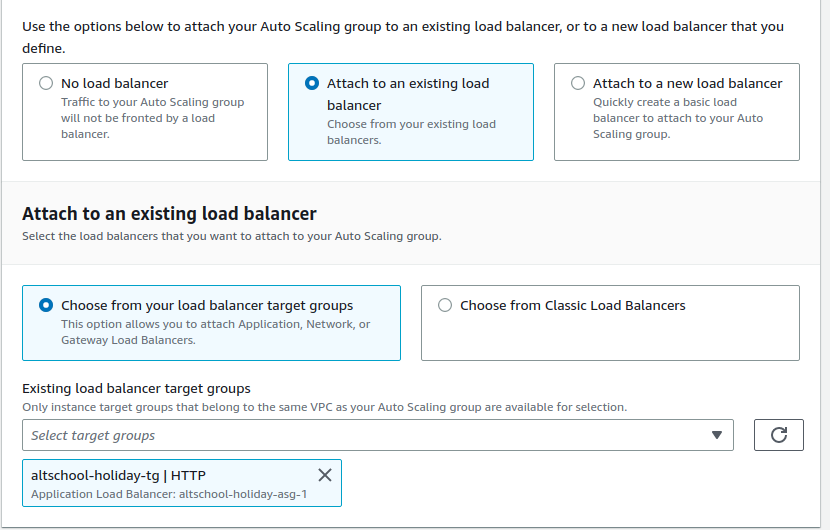 Use the options below to attach your Auto Scaling group to an existing load balancer, or to a new load balancer that you
define.
No load balancer
Traffic to your Auto Scaling group
will not be fronted by a load
balancer.
Attach to an existing load
balancer
Choose from your existing load
balancers.
Attach to a new load balancer
Quickly create a basic load
balancer to attach to your Auto
Scaling group.
Attach to an existing load balancer
Select the load balancers that you want to attach to your Auto Scaling group.
Choose from your load balancer target groups
This option allows you to attach Application, Network, or
Gateway Load Balancers.
Choose from Classic Load Balancers
Existing load balancer target groups
Only instance target groups that belong to the same VPC as your Auto Scaling group are available for selection.
Select target groups
altschool-holiday-tg | HTTP
Application Load Balancer: altschool-holiday-asg-1